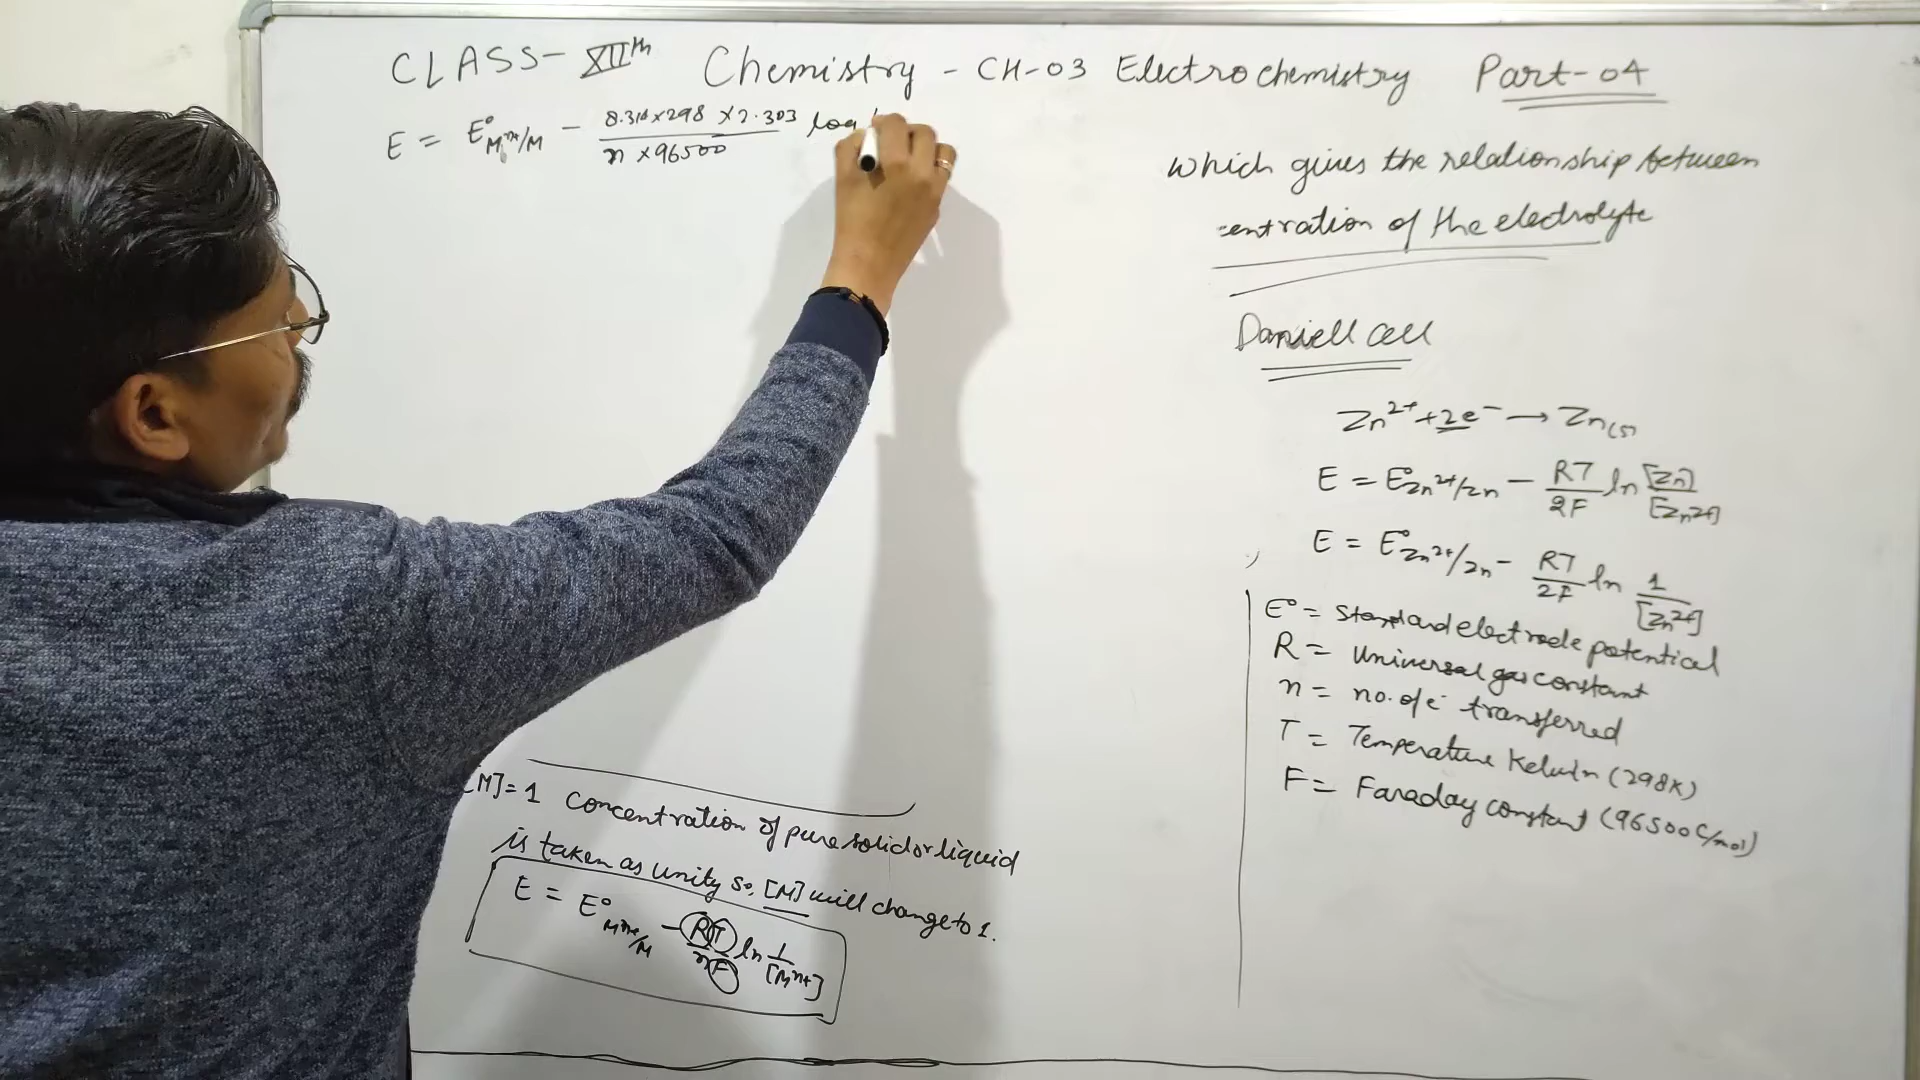 CLASS-XIIth Chemistry - CH-03 Electrochemistry Part-04
E = E°Mⁿ⁺/M - 8.314×298 ×2.303 / n ×96500 log
which gives the relationship between
centration of the electrolyte
Daniell cell
Zn²⁺+2e⁻ → Zn(s)
E = E°Zn²⁺/Zn - RT/2F ln [Zn]/[Zn²⁺]
E = E°Zn²⁺/Zn - RT/2F ln 1/[Zn²⁺]
E° = Standard electrode potential
R = Universal gas constant
n = no. of e⁻ transferred
T = Temperature Kelvin (298K)
F = Faraday constant (96500C/mol)
[M]=1 Concentration of pure solid or liquid
is taken as unity so, [M] will change to 1.
E = E°Mⁿ⁺/M - RT/nF ln 1/[Mⁿ⁺]